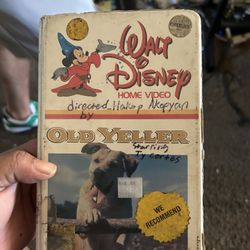 WALT
DISNEY
HOME VIDEO
directed Hakop Akopyan
by
OLD YELLER
Starring
Ty Cortes
WE
RECOMMEND